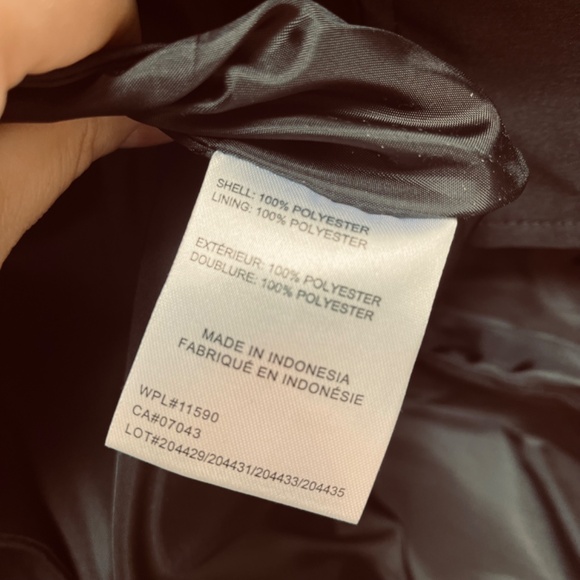 SHELL: 100% POLYESTER
LINING: 100% POLYESTER
EXTÉRIEUR: 100% POLYESTER
DOUBLURE: 100% POLYESTER
MADE IN INDONESIA
FABRIQUÉ EN INDONÉSIE
WPL#11590
CA#07043
LOT#204429/204431/204433/204435